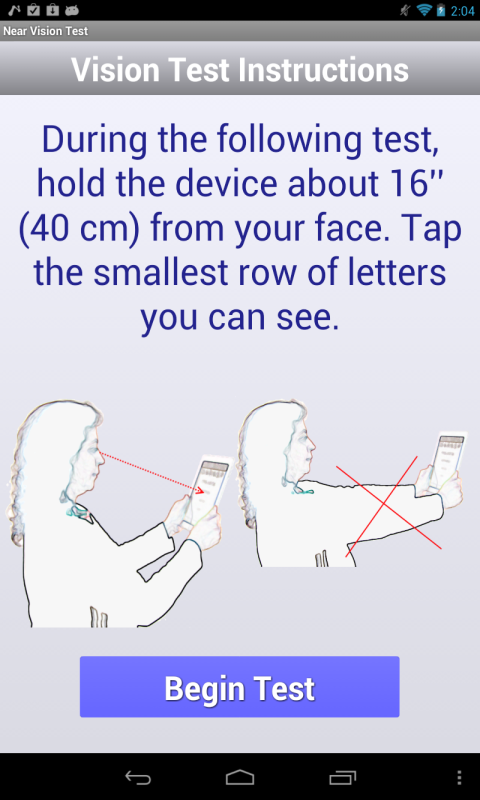 2:04
Near Vision Test
Vision Test Instructions
During the following test,
hold the device about 16"
(40 cm) from your face. Tap
the smallest row of letters
you can see.
Begin Test